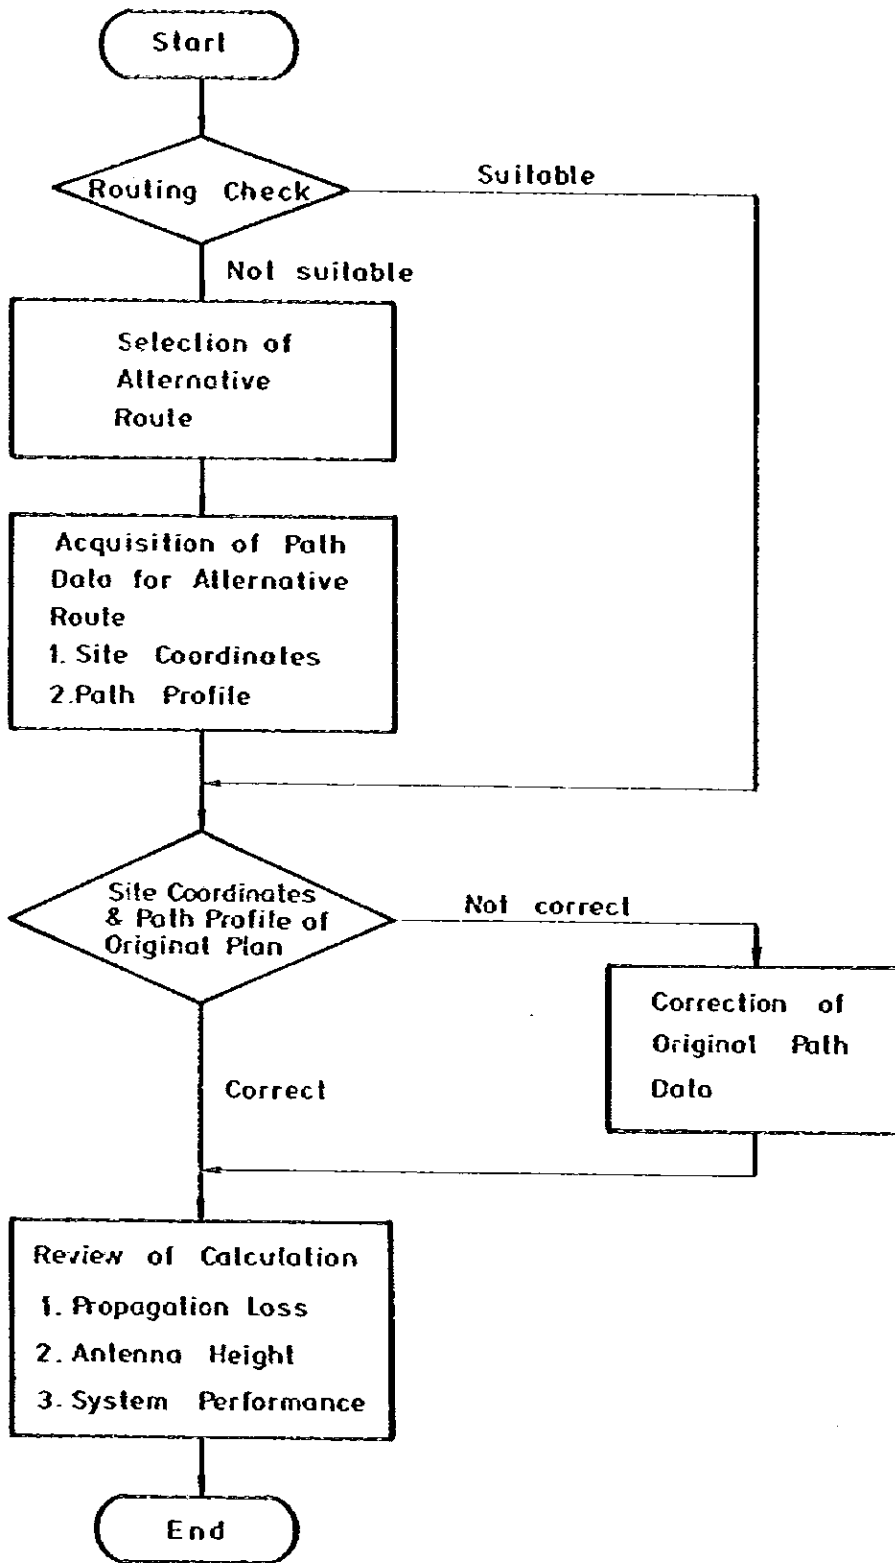 Start
Routing Check
Suitable
Not suitable
Selection of
Alternative
Route
Acquisition of Path
Data for Alternative
Route
1. Site Coordinates
2.Path Profile
Site Coordinates
& Path Profile of
Original Plan
Not correct
Correction of
Original Path
Data
Correct
Review of Calculation
1. Propagation Loss
2. Antenna Height
3. System Performance
End